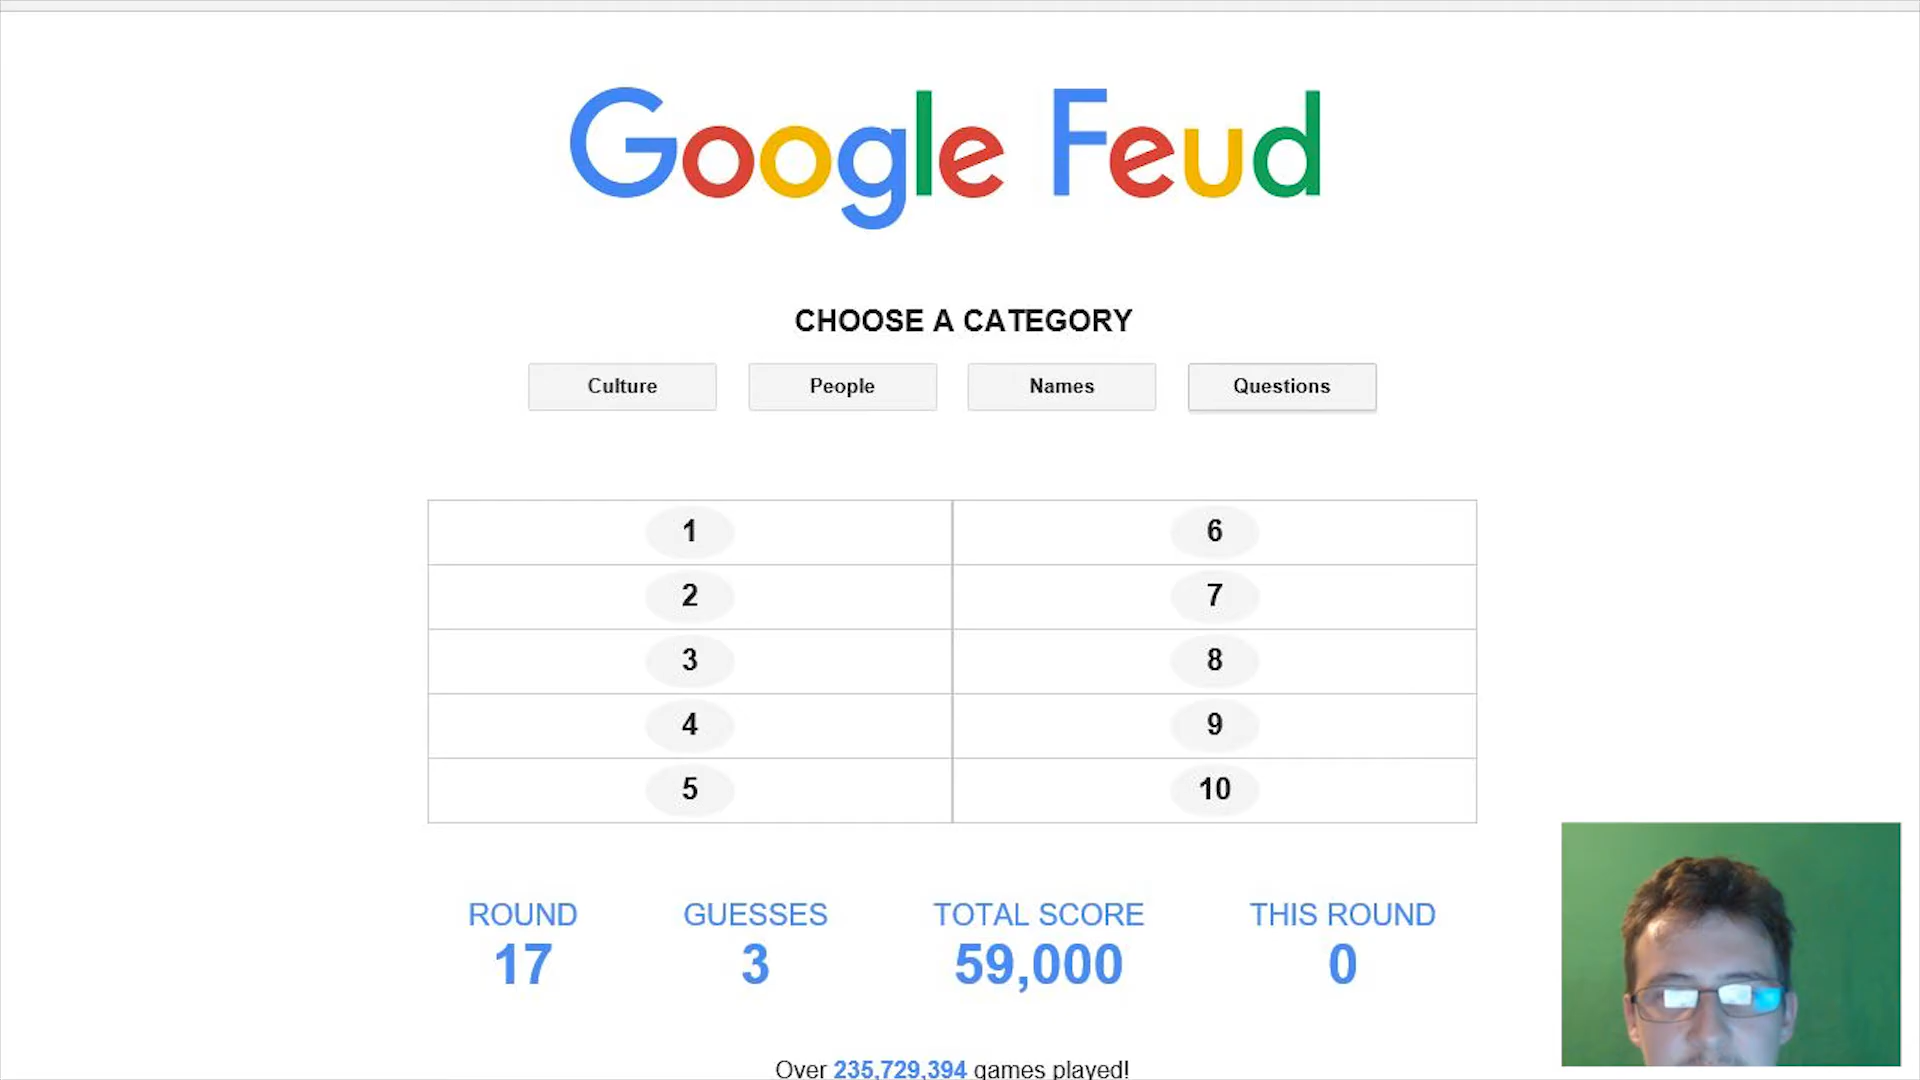 Google Feud
CHOOSE A CATEGORY
Culture People Names Questions
1 6
2 7
3 8
4 9
5 10
ROUND GUESSES TOTAL SCORE THIS ROUND
17 3 59,000 0
Over 235,729,394 games played!